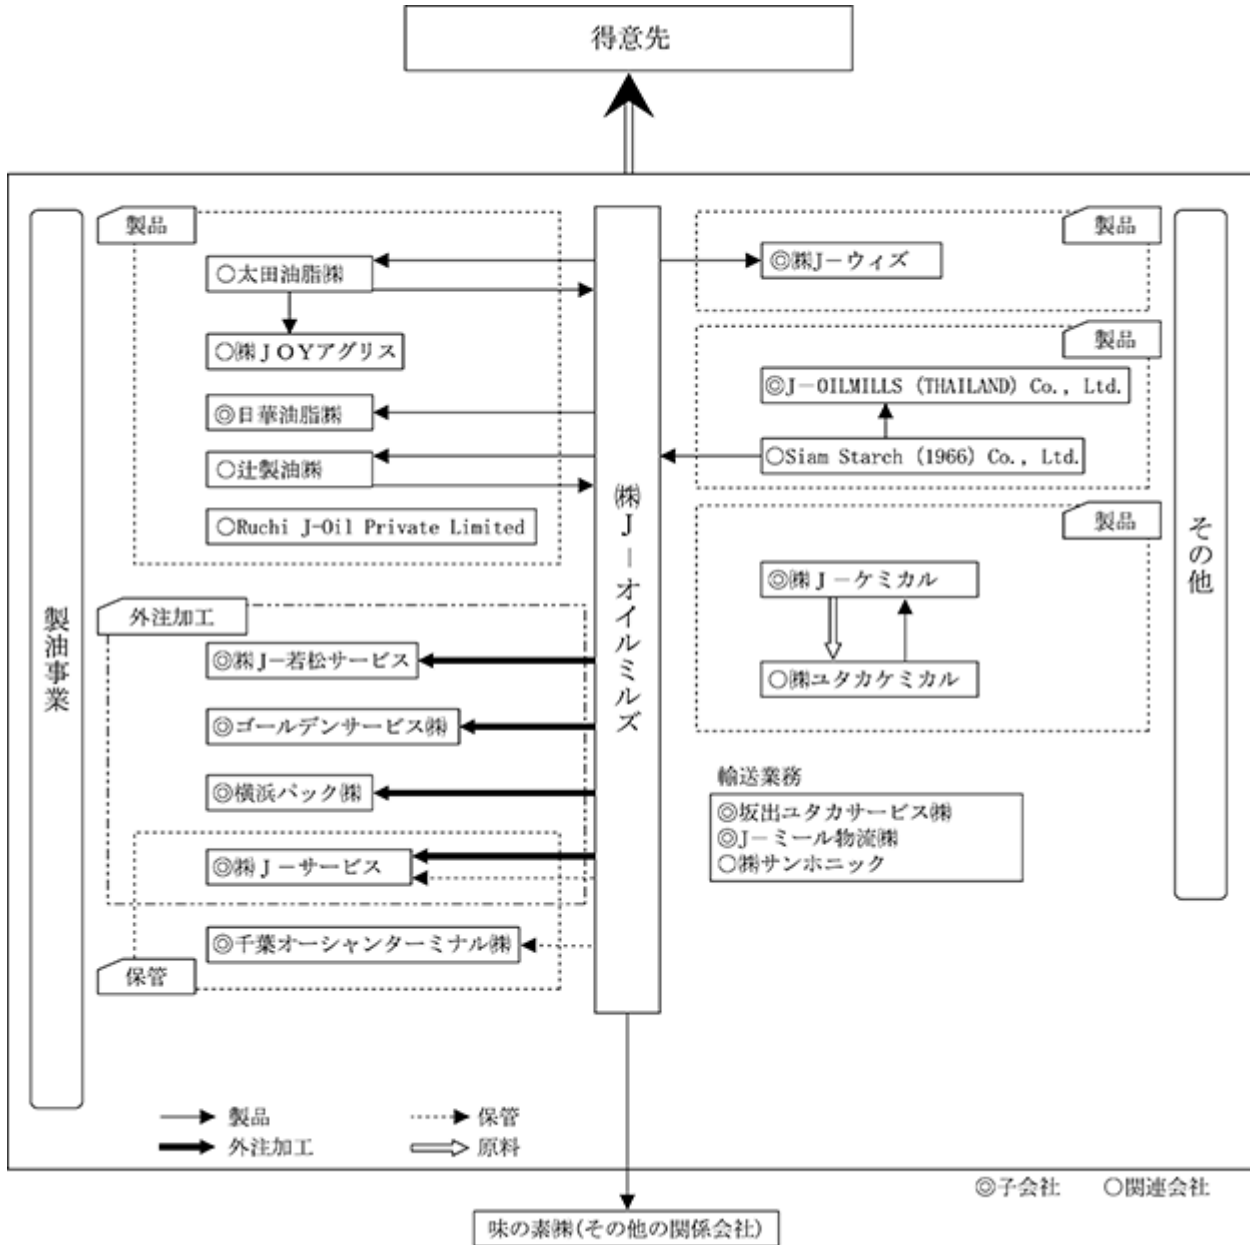 得意先
製油事業
製品
○太田油脂㈱
○㈱JOYアグリス
◎日華油脂㈱
○辻製油㈱
○Ruchi J-Oil Private Limited
外注加工
◎㈱J－若松サービス
◎ゴールデンサービス㈱
◎横浜パック㈱
◎㈱J－サービス
◎千葉オーシャンターミナル㈱
保管
㈱J－オイルミルズ
製品
◎㈱J－ウィズ
製品
◎J－OILMILLS (THAILAND) Co., Ltd.
○Siam Starch (1966) Co., Ltd.
製品
◎㈱J－ケミカル
○㈱ユタカケミカル
輸送業務
◎坂出ユタカサービス㈱
◎J－ミール物流㈱
○㈱サンホニック
その他
製品
保管
外注加工
原料
◎子会社 ○関連会社
味の素㈱(その他の関係会社)